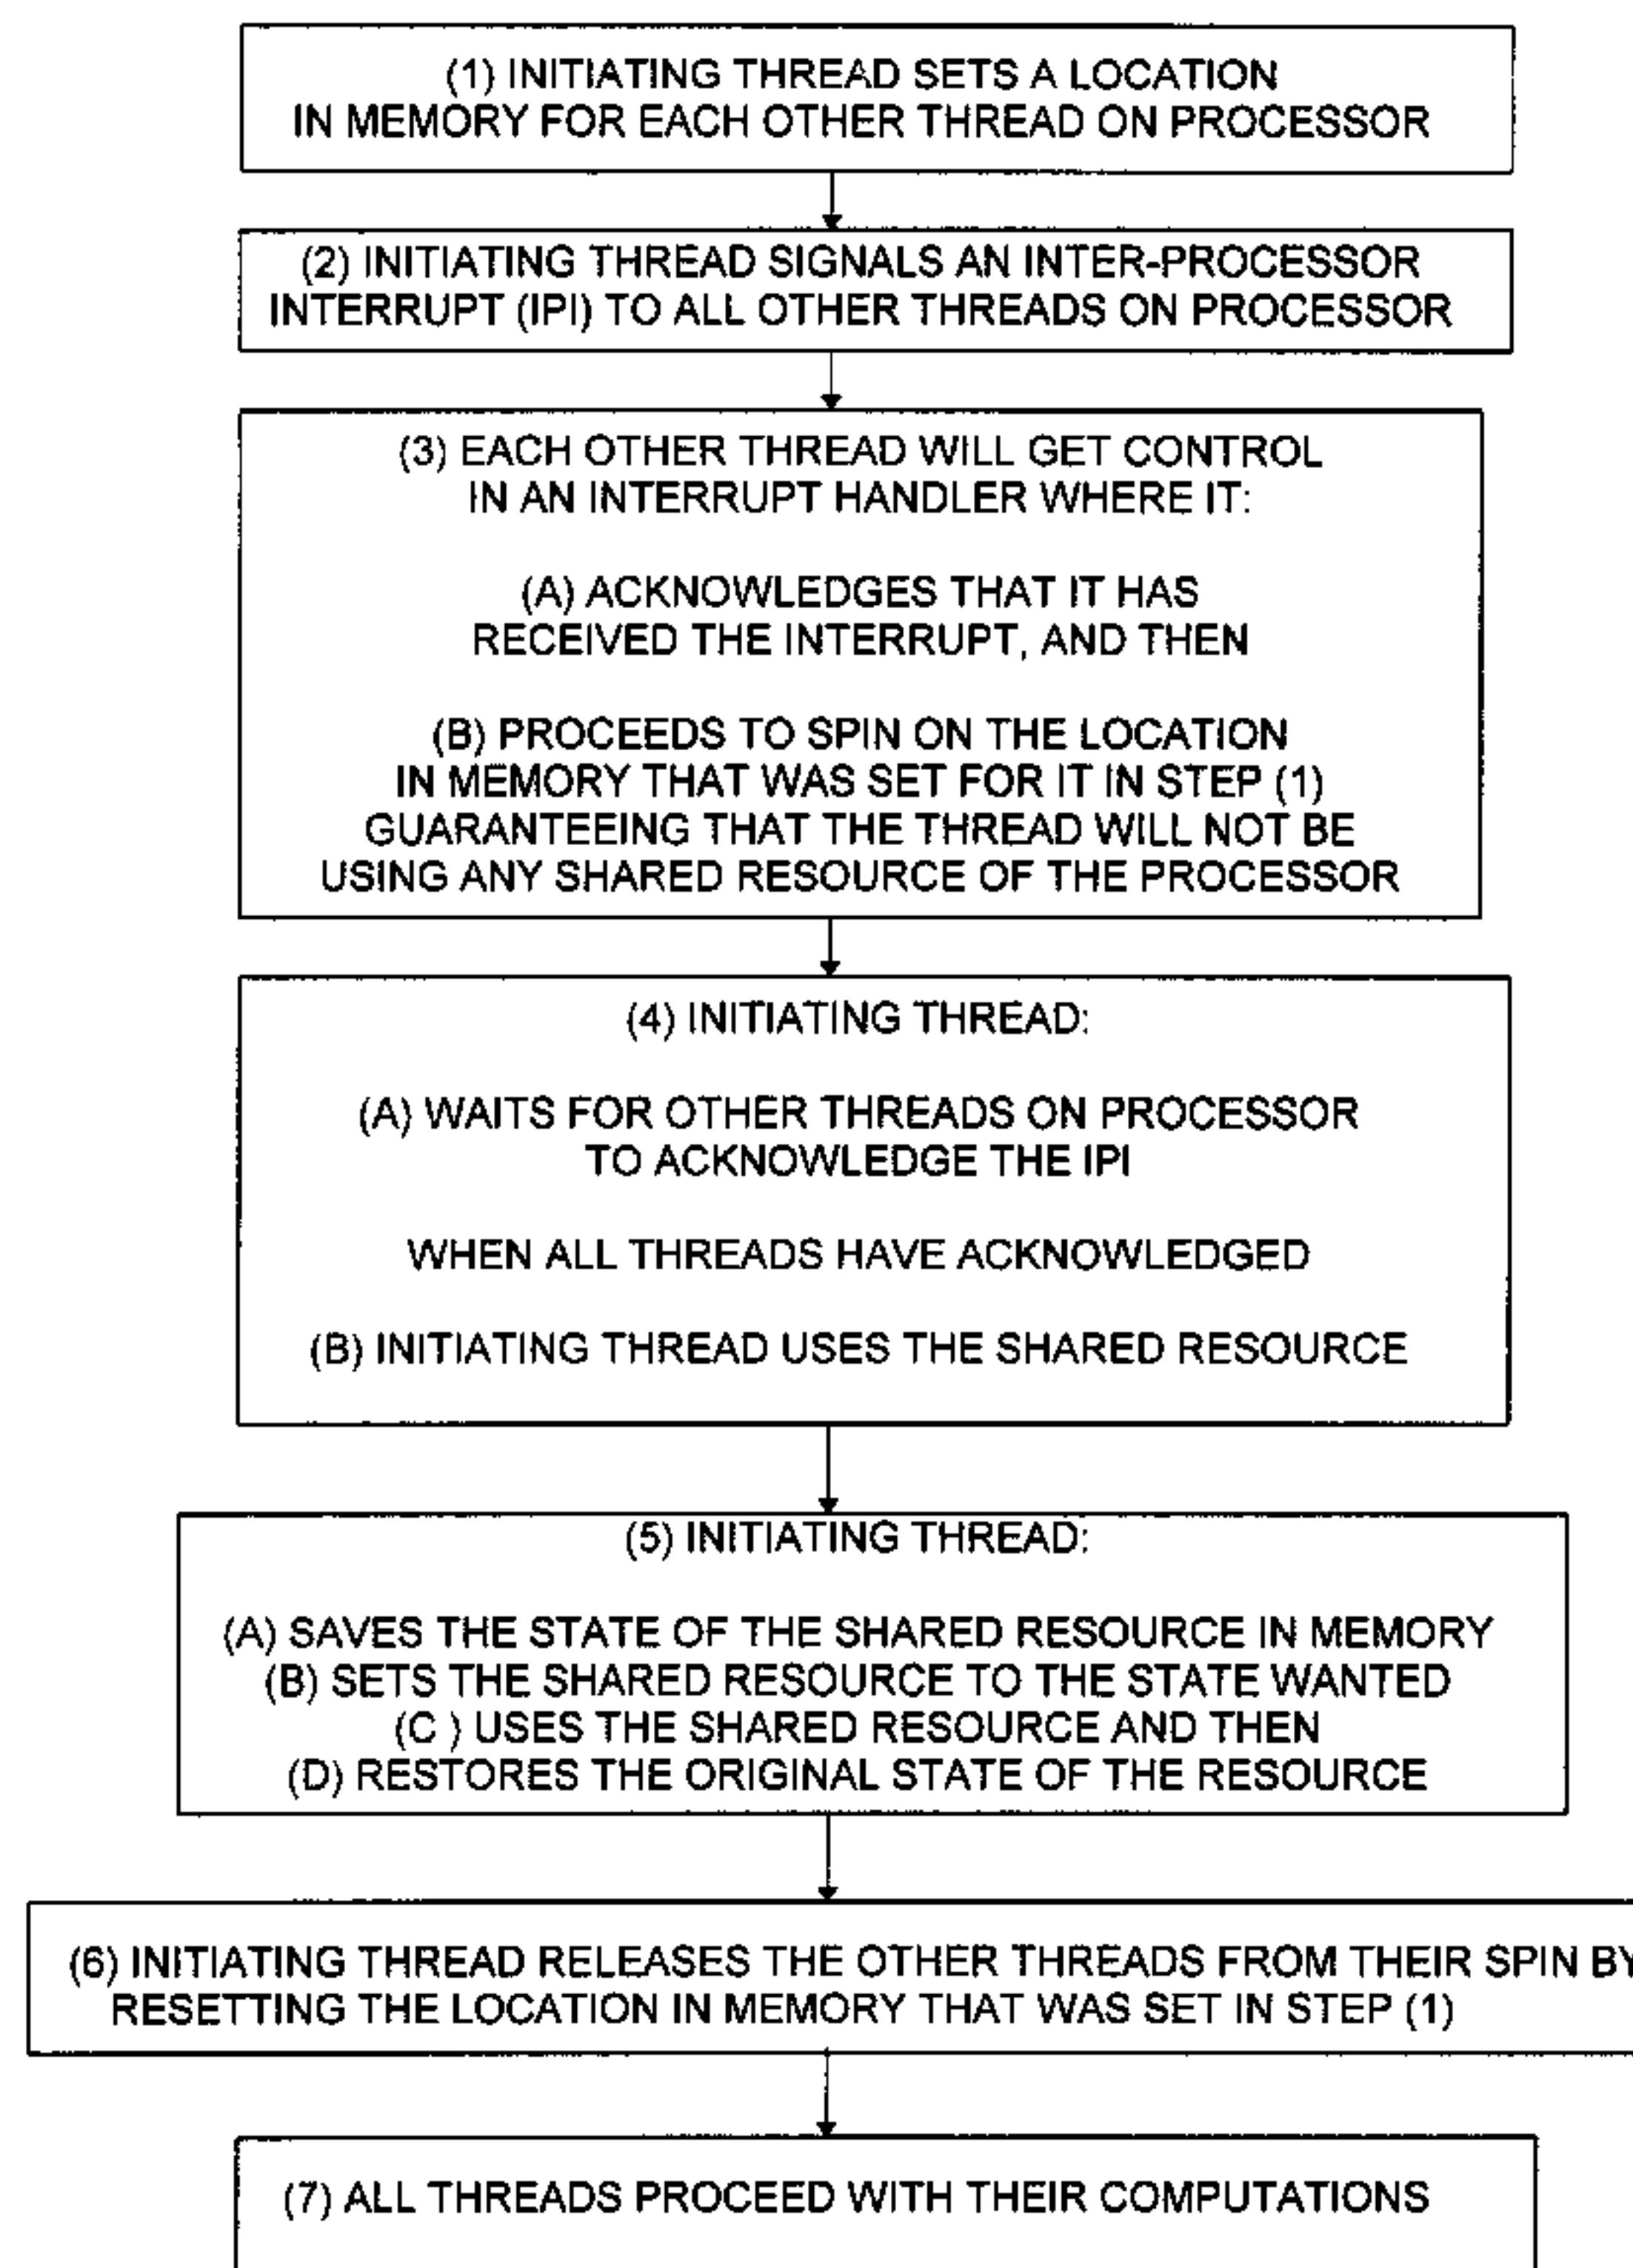 (1) INITIATING THREAD SETS A LOCATION
IN MEMORY FOR EACH OTHER THREAD ON PROCESSOR
(2) INITIATING THREAD SIGNALS AN INTER-PROCESSOR
INTERRUPT (IPI) TO ALL OTHER THREADS ON PROCESSOR
(3) EACH OTHER THREAD WILL GET CONTROL
IN AN INTERRUPT HANDLER WHERE IT:
(A) ACKNOWLEDGES THAT IT HAS
RECEIVED THE INTERRUPT, AND THEN
(B) PROCEEDS TO SPIN ON THE LOCATION
IN MEMORY THAT WAS SET FOR IT IN STEP (1)
GUARANTEEING THAT THE THREAD WILL NOT BE
USING ANY SHARED RESOURCE OF THE PROCESSOR
(4) INITIATING THREAD:
(A) WAITS FOR OTHER THREADS ON PROCESSOR
TO ACKNOWLEDGE THE IPI
WHEN ALL THREADS HAVE ACKNOWLEDGED
(B) INITIATING THREAD USES THE SHARED RESOURCE
(5) INITIATING THREAD:
(A) SAVES THE STATE OF THE SHARED RESOURCE IN MEMORY
(B) SETS THE SHARED RESOURCE TO THE STATE WANTED
(C ) USES THE SHARED RESOURCE AND THEN
(D) RESTORES THE ORIGINAL STATE OF THE RESOURCE
(6) INITIATING THREAD RELEASES THE OTHER THREADS FROM THEIR SPIN BY
RESETTING THE LOCATION IN MEMORY THAT WAS SET IN STEP (1)
(7) ALL THREADS PROCEED WITH THEIR COMPUTATIONS